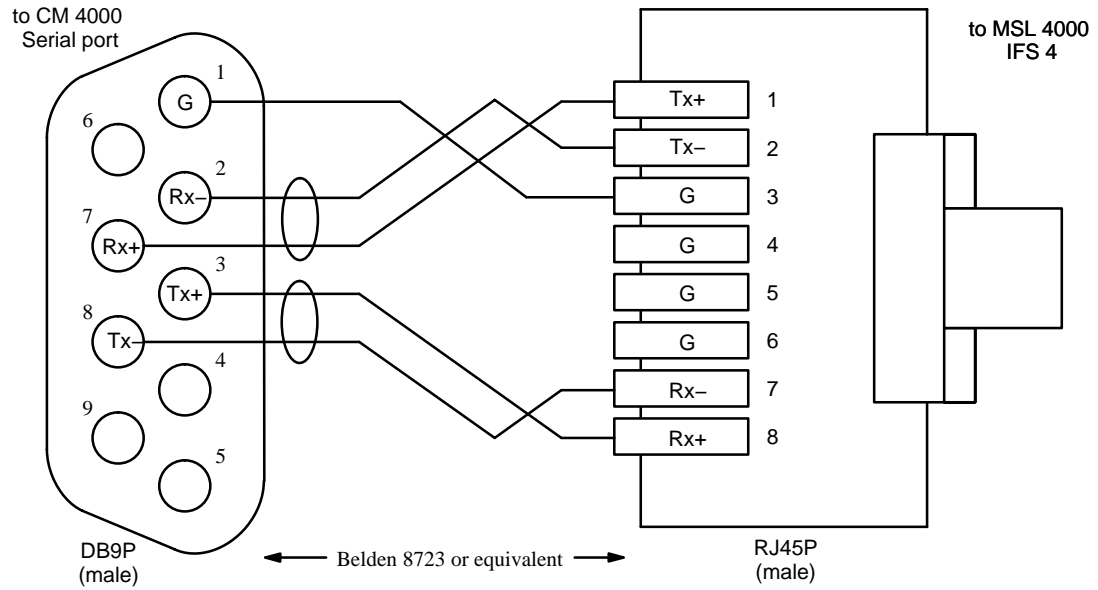 to CM 4000
Serial port
to MSL 4000
IFS 4
1
G
6
2
Rx–
7
Rx+
3
Tx+
8
Tx–
4
9
5
Tx+ 1
Tx– 2
G 3
G 4
G 5
G 6
Rx– 7
Rx+ 8
DB9P
(male)
Belden 8723 or equivalent
RJ45P
(male)